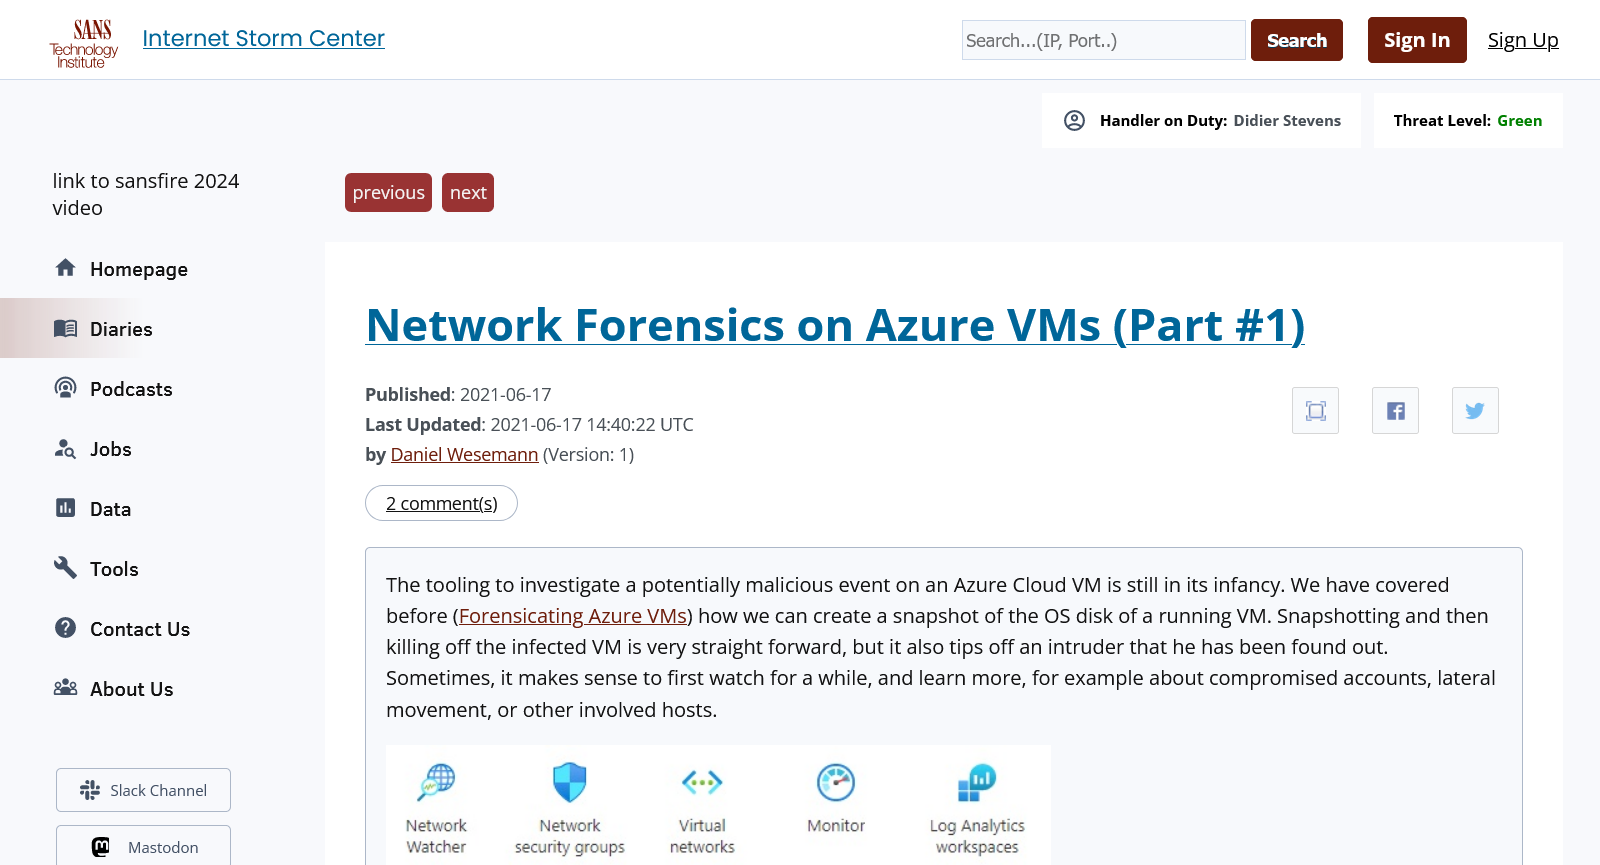 SANS
Technology
Institute
Internet Storm Center
Search...(IP, Port..)
Search
Sign In
Sign Up
Handler on Duty: Didier Stevens
Threat Level: Green
link to sansfire 2024
video
previous
next
Homepage
Diaries
Podcasts
Jobs
Data
Tools
Contact Us
About Us
Slack Channel
Mastodon
Network Forensics on Azure VMs (Part #1)
Published: 2021-06-17
Last Updated: 2021-06-17 14:40:22 UTC
by Daniel Wesemann (Version: 1)
2 comment(s)
The tooling to investigate a potentially malicious event on an Azure Cloud VM is still in its infancy. We have covered
before (Forensicating Azure VMs) how we can create a snapshot of the OS disk of a running VM. Snapshotting and then
killing off the infected VM is very straight forward, but it also tips off an intruder that he has been found out.
Sometimes, it makes sense to first watch for a while, and learn more, for example about compromised accounts, lateral
movement, or other involved hosts.
Network
Watcher
Network
security groups
Virtual
networks
Monitor
Log Analytics
workspaces